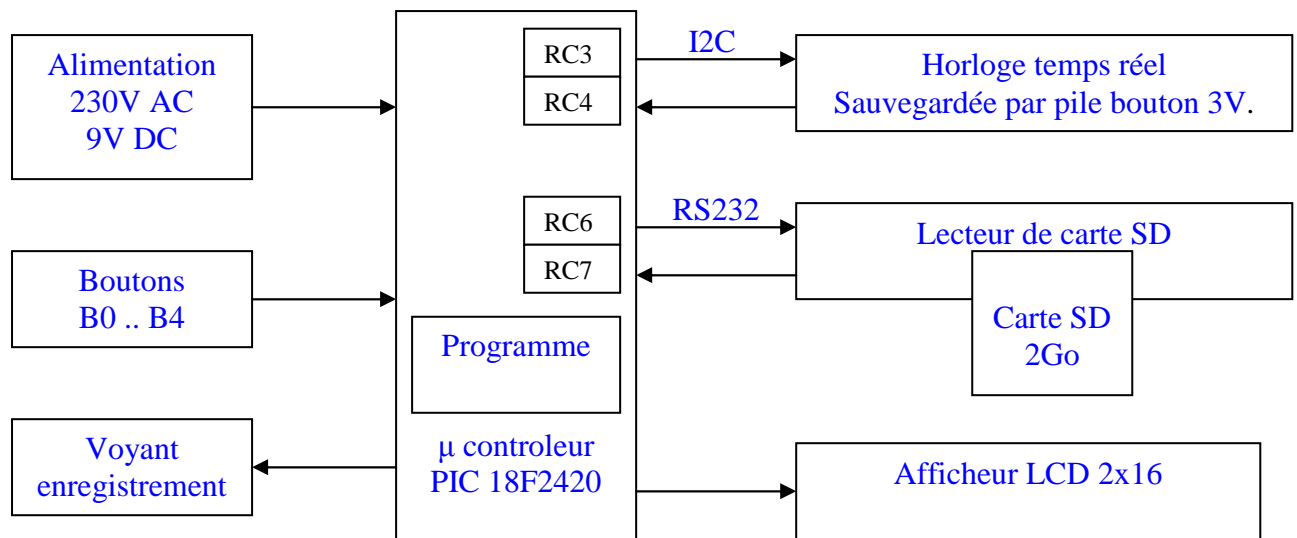 Alimentation
230V AC
9V DC
Boutons
B0 .. B4
Voyant
enregistrement
RC3
RC4
RC6
RC7
Programme
μ controleur
PIC 18F2420
I2C
Horloge temps réel
Sauvegardée par pile bouton 3V.
RS232
Lecteur de carte SD
Carte SD
2Go
Afficheur LCD 2x16